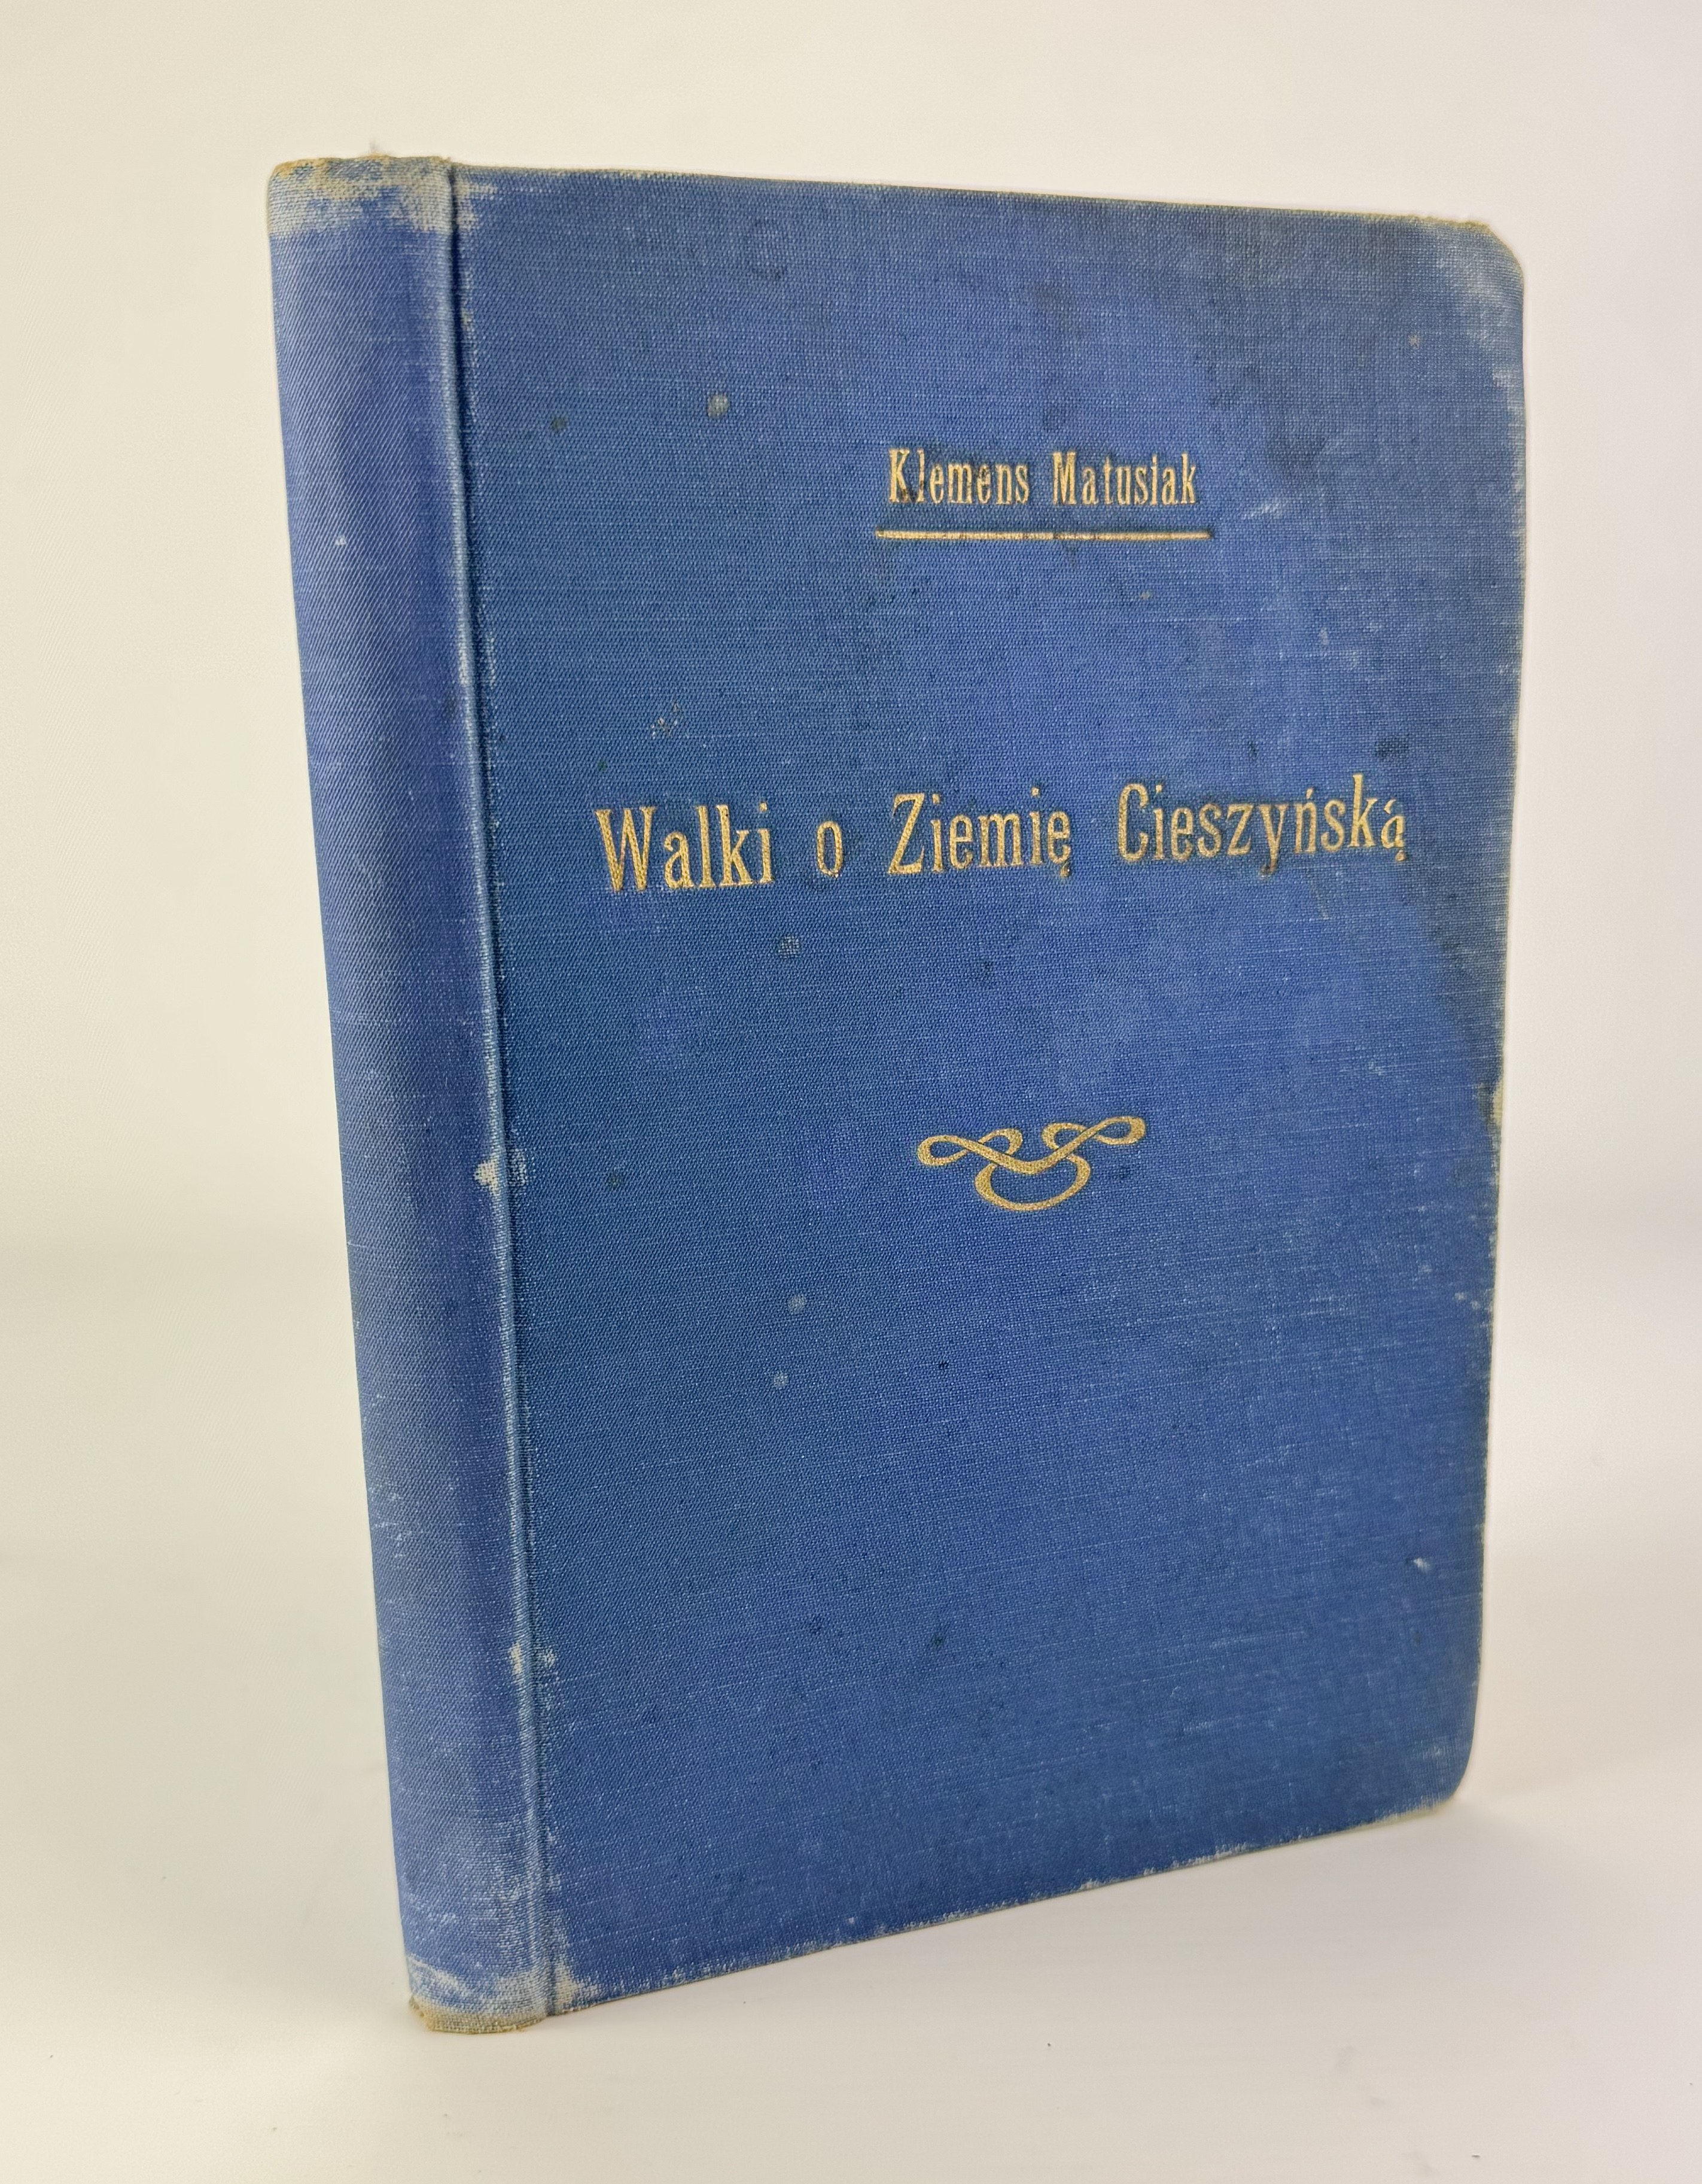 Klemens Matusiak
Walki o Ziemię Cieszyńską